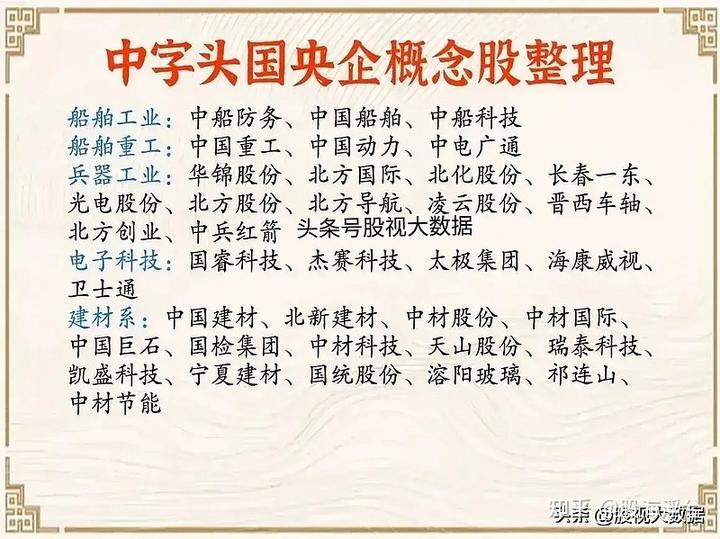 中字头国央企概念股整理
船舶工业：中船防务、中国船舶、中船科技
船舶重工：中国重工、中国动力、中电广通
兵器工业：华锦股份、北方国际、北化股份、长春一东、
光电股份、北方股份、北方导航、凌云股份、晋西车轴、
北方创业、中兵红箭 头条号股视大数据
电子科技：国睿科技、杰赛科技、太极集团、海康威视、
卫士通
建材系：中国建材、北新建材、中材股份、中材国际、
中国巨石、国检集团、中材科技、天山股份、瑞泰科技、
凯盛科技、宁夏建材、国统股份、溶阳玻璃、祁连山、
中材节能
知乎 @股海
头条 @股视大数据